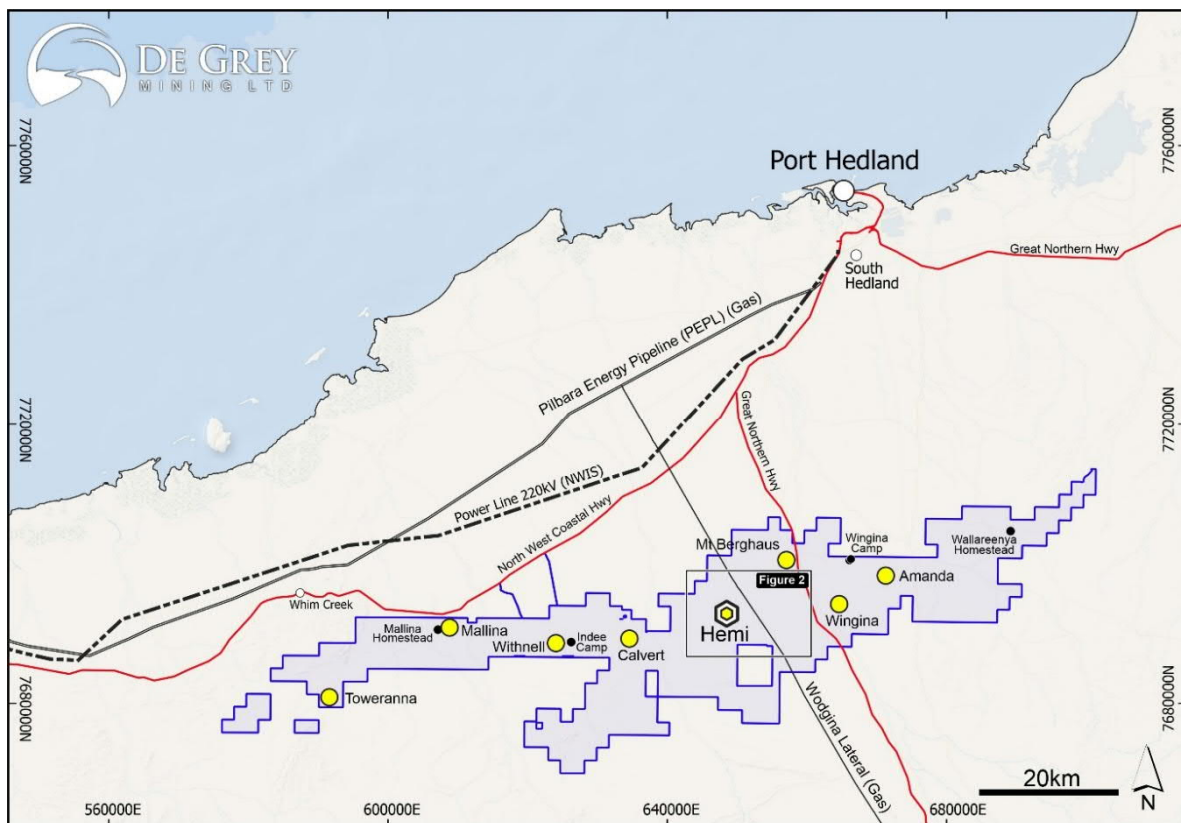 DE GREY
MINING LTD
7760000N
7760000N
Port Hedland
Great Northern Hwy
South
Hedland
Pilbara Energy Pipeline (PEPL) (Gas)
7720000N
7720000N
Great Northern Hwy
Power Line 220kV (NWIS)
North West Coastal Hwy
Mt Berghaus
Wingina
Camp
Wallareenya
Homestead
Figure 2
Amanda
Whim Creek
Wingina
Hemi
Mallina
Homestead
Mallina
Withnell
Indee
Camp
Calvert
Toweranna
Wodgina Lateral (Gas)
7680000N
7680000N
20km
N
560000E
600000E
640000E
680000E